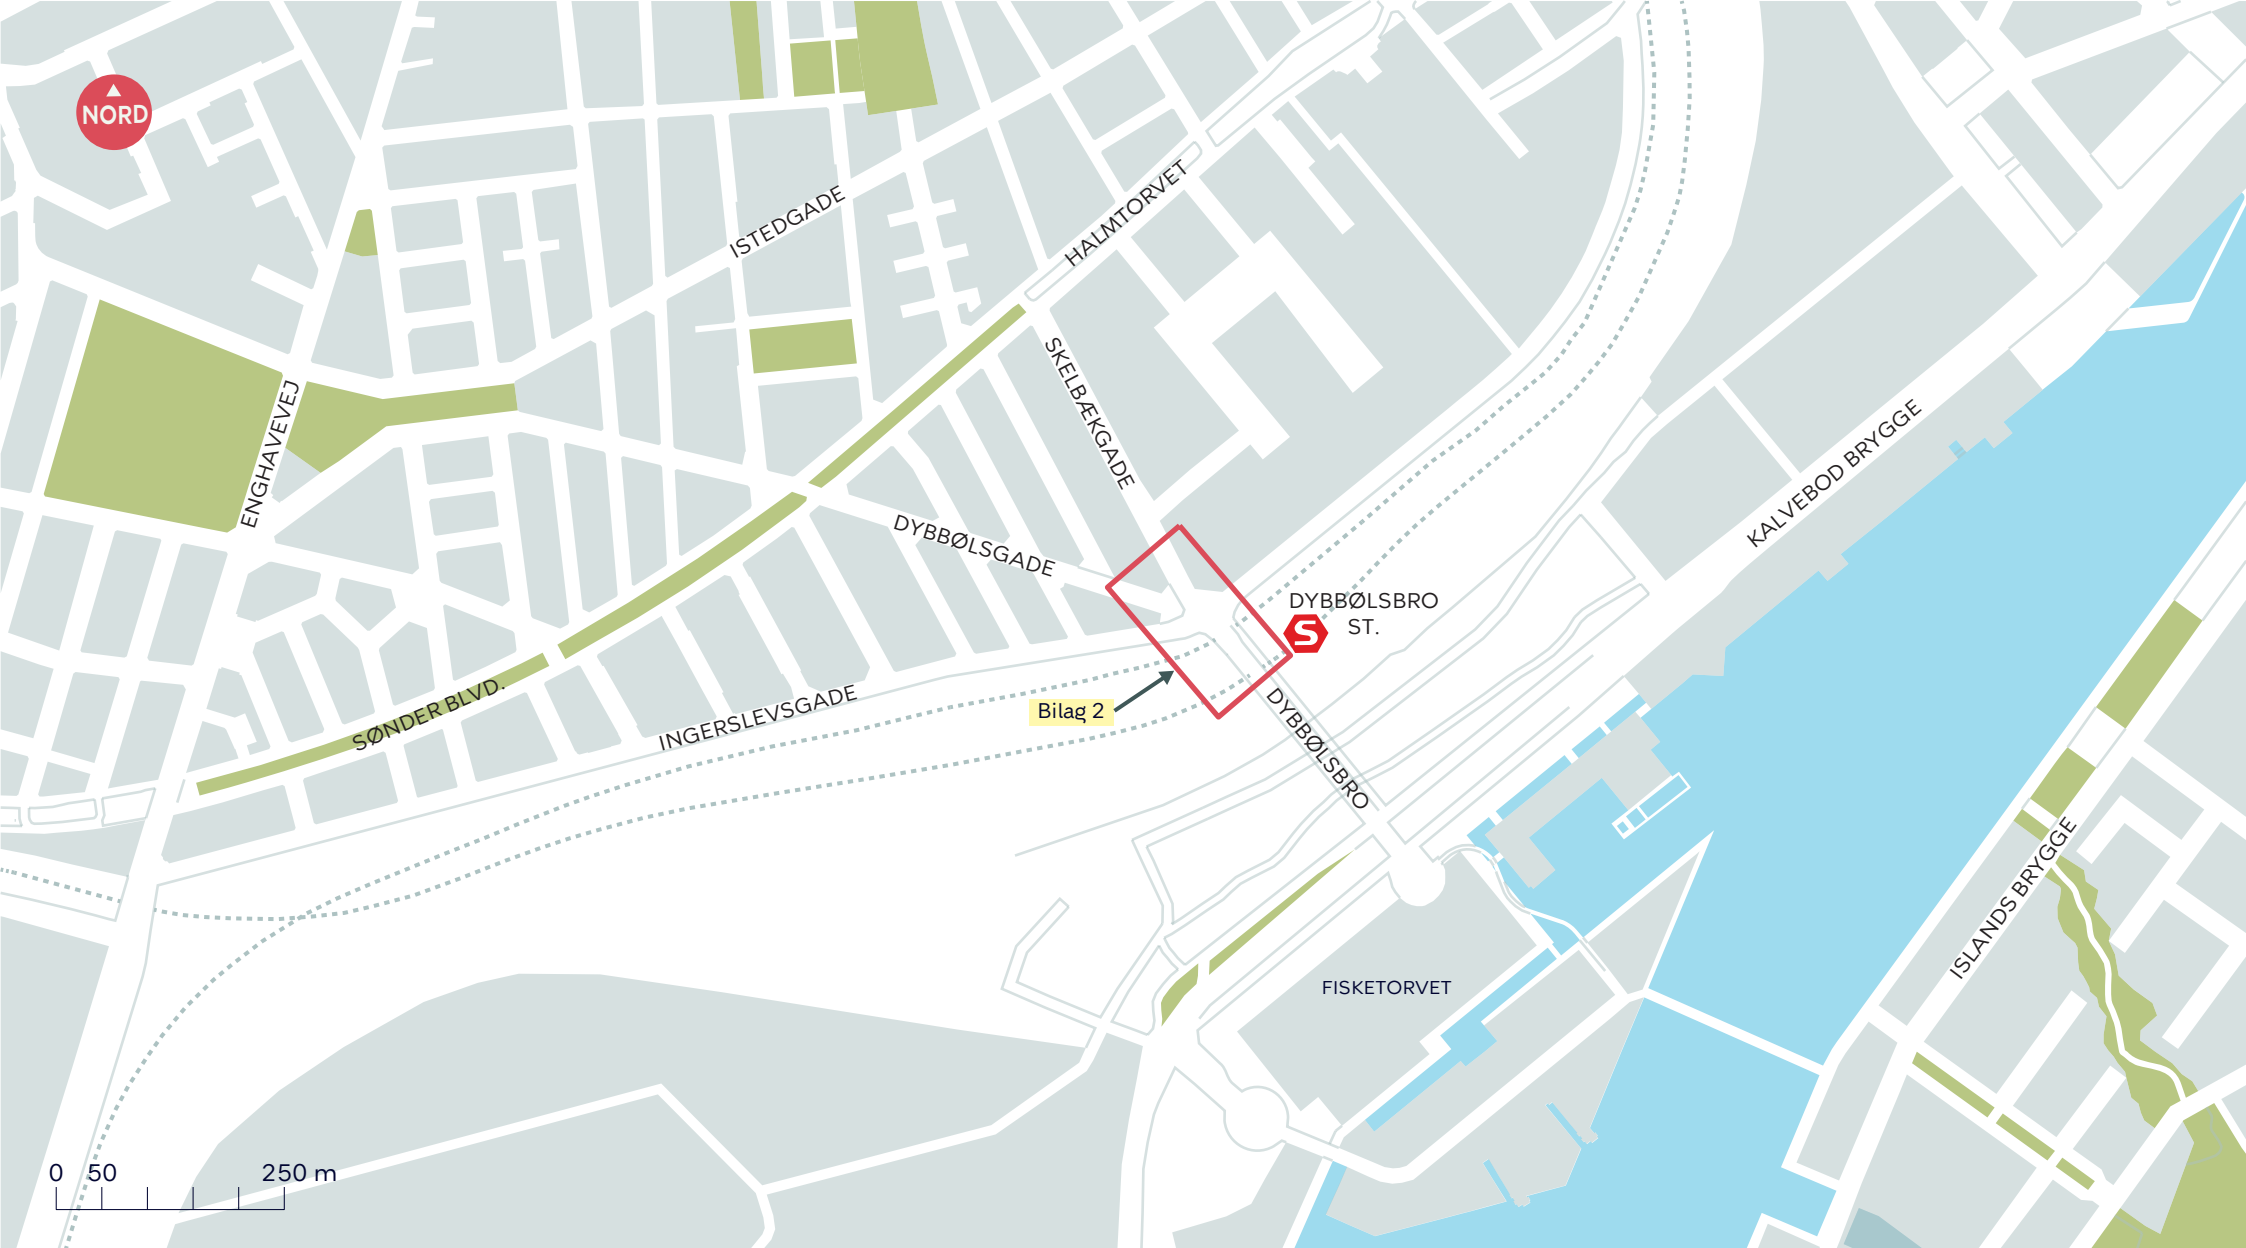 NORD
ISTEDGADE
HALMTORVET
SKELBÆKGADE
ENGHAVEVEJ
KALVEBOD BRYGGE
DYBBØLSGADE
DYBBØLSBRO
ST.
S
SØNDER BLVD.
INGERSLEVSGADE
Bilag 2
DYBBØLSBRO
ISLANDS BRYGGE
FISKETORVET
0 50 250 m